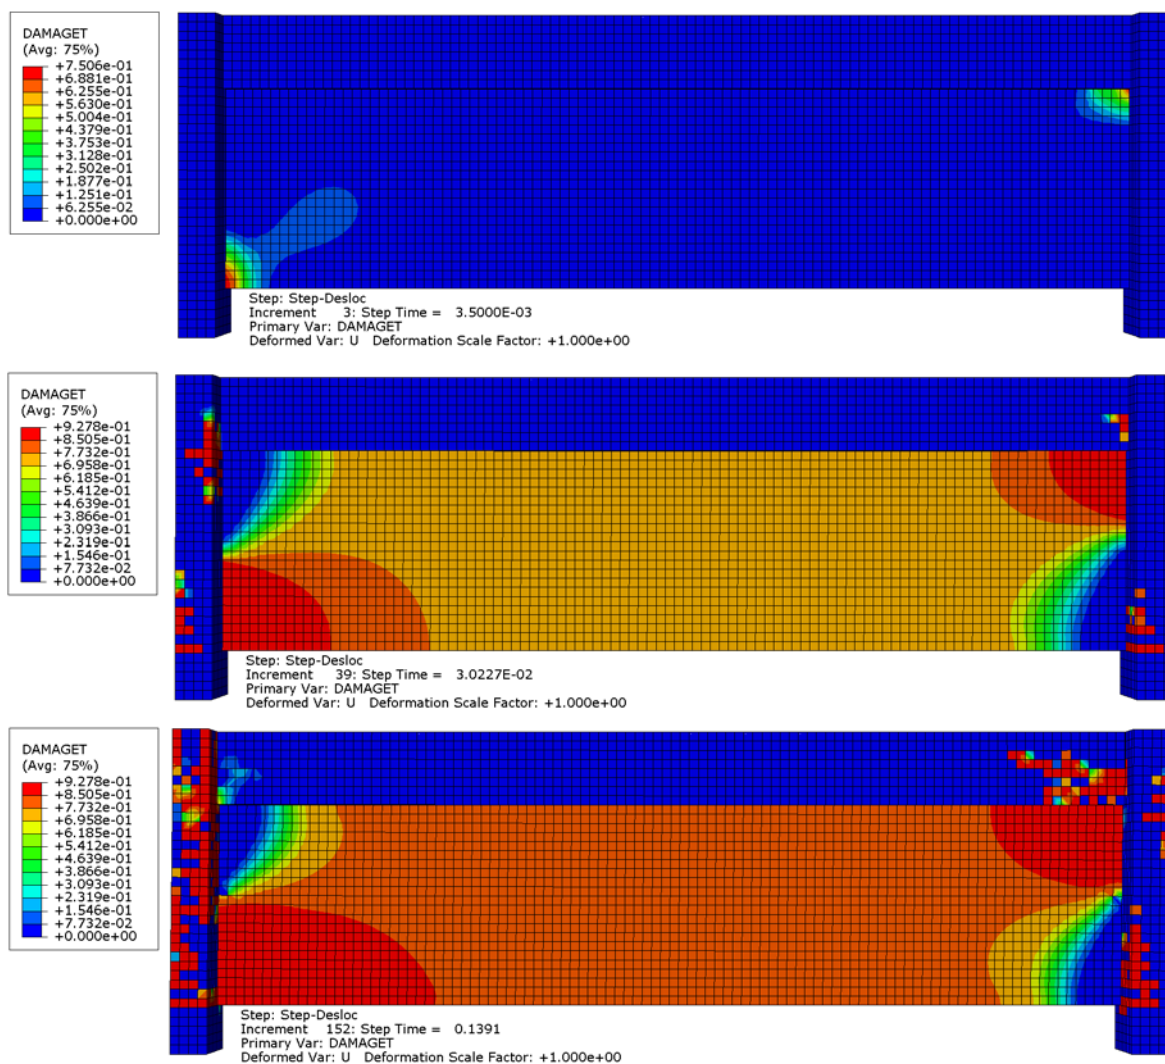 DAMAGET
(Avg: 75%)
+7.506e-01
+6.881e-01
+6.255e-01
+5.630e-01
+5.004e-01
+4.379e-01
+3.753e-01
+3.128e-01
+2.502e-01
+1.877e-01
+1.251e-01
+6.255e-02
+0.000e+00
Step: Step-Desloc
Increment 3: Step Time = 3.5000E-03
Primary Var: DAMAGET
Deformed Var: U Deformation Scale Factor: +1.000e+00
DAMAGET
(Avg: 75%)
+9.278e-01
+8.505e-01
+7.732e-01
+6.958e-01
+6.185e-01
+5.412e-01
+4.639e-01
+3.866e-01
+3.093e-01
+2.319e-01
+1.546e-01
+7.732e-02
+0.000e+00
Step: Step-Desloc
Increment 39: Step Time = 3.0227E-02
Primary Var: DAMAGET
Deformed Var: U Deformation Scale Factor: +1.000e+00
DAMAGET
(Avg: 75%)
+9.278e-01
+8.505e-01
+7.732e-01
+6.958e-01
+6.185e-01
+5.412e-01
+4.639e-01
+3.866e-01
+3.093e-01
+2.319e-01
+1.546e-01
+7.732e-02
+0.000e+00
Step: Step-Desloc
Increment 152: Step Time = 0.1391
Primary Var: DAMAGET
Deformed Var: U Deformation Scale Factor: +1.000e+00